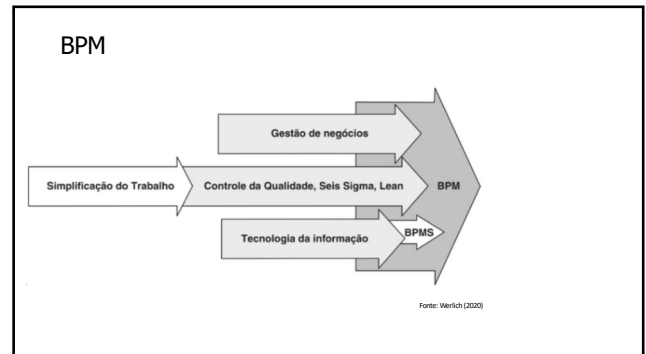 BPM
Gestão de negócios
Simplificação do Trabalho
Controle da Qualidade, Seis Sigma, Lean
BPM
Tecnologia da informação
BPMS
Fonte: Werlich (2020)